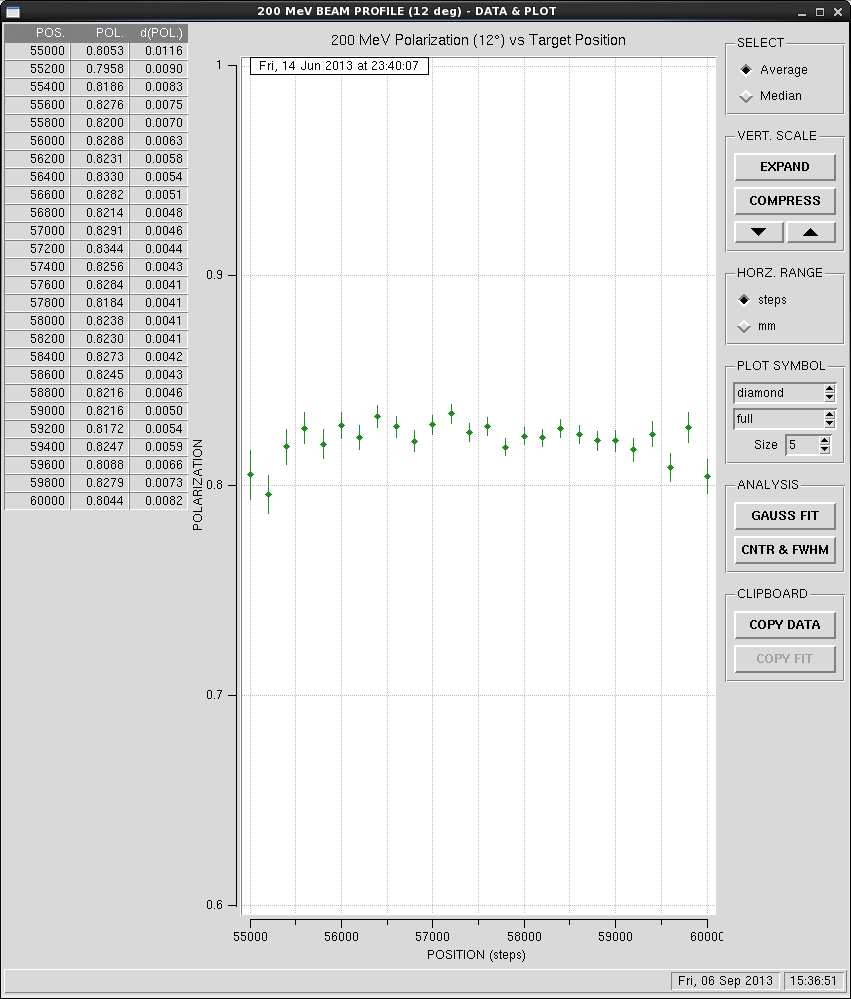 200 MeV BEAM PROFILE (12 deg) - DATA & PLOT
POS. POL. d(POL.)
55000 0.8053 0.0116
55200 0.7958 0.0090
55400 0.8186 0.0083
55600 0.8276 0.0075
55800 0.8200 0.0070
56000 0.8288 0.0063
56200 0.8231 0.0058
56400 0.8330 0.0054
56600 0.8282 0.0051
56800 0.8214 0.0048
57000 0.8291 0.0046
57200 0.8344 0.0044
57400 0.8256 0.0043
57600 0.8284 0.0041
57800 0.8184 0.0041
58000 0.8238 0.0041
58200 0.8230 0.0041
58400 0.8273 0.0042
58600 0.8245 0.0043
58800 0.8216 0.0046
59000 0.8216 0.0050
59200 0.8172 0.0054
59400 0.8247 0.0059
59600 0.8088 0.0066
59800 0.8279 0.0073
60000 0.8044 0.0082
200 MeV Polarization (12°) vs Target Position
Fri, 14 Jun 2013 at 23:40:07
1
0.9
0.8
0.7
0.6
POLARIZATION
55000 56000 57000 58000 59000 60000
POSITION (steps)
SELECT
Average
Median
VERT. SCALE
EXPAND
COMPRESS
HORZ. RANGE
steps
mm
PLOT SYMBOL
diamond
full
Size 5
ANALYSIS
GAUSS FIT
CNTR & FWHM
CLIPBOARD
COPY DATA
COPY FIT
Fri, 06 Sep 2013 15:36:51